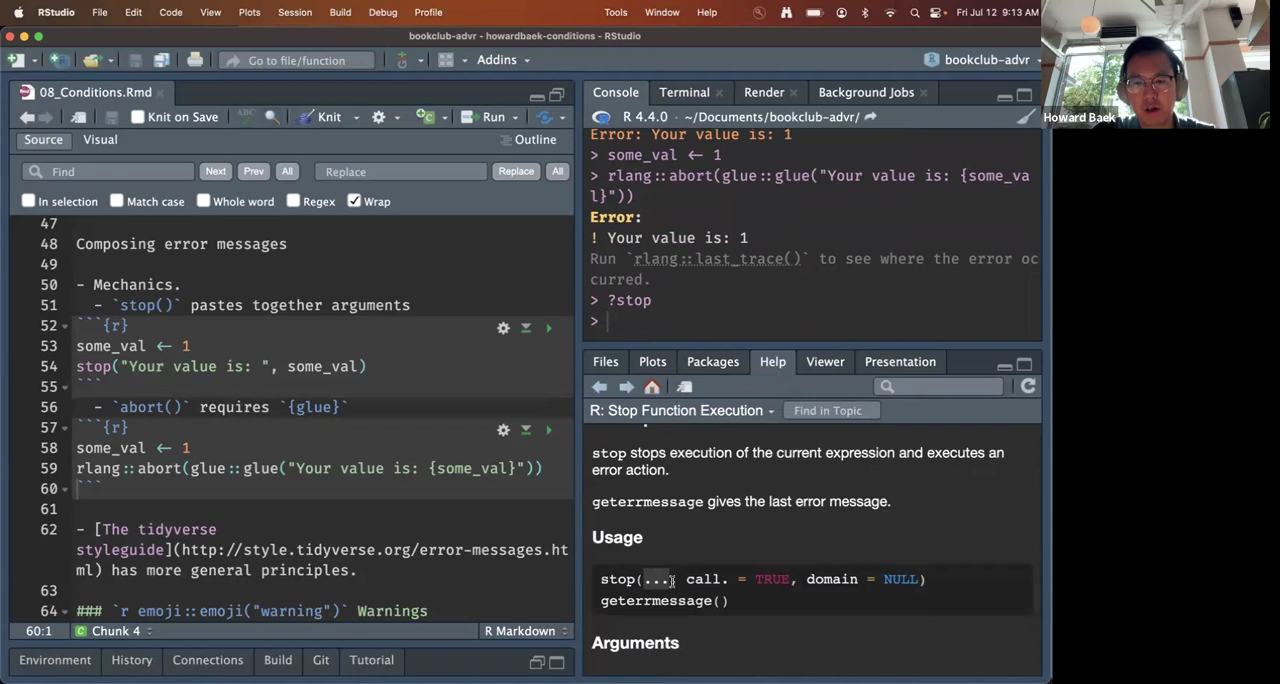 RStudio File Edit Code View Plots Session Build Debug Profile Tools Window Help Fri Jul 12 9:13 AM
bookclub-advr - howardbaek-conditions - RStudio
Go to file/function Addins bookclub-advr
08_Conditions.Rmd
Knit on Save ABC Knit Run
Source Visual Outline
Find Next Prev All Replace Replace All
In selection Match case Whole word Regex Wrap
47
48 Composing error messages
49
50 - Mechanics.
51 - `stop()` pastes together arguments
52 ```{r}
53 some_val <- 1
54 stop("Your value is: ", some_val)
55 ```
56 - `abort()` requires `{glue}`
57 ```{r}
58 some_val <- 1
59 rlang::abort(glue::glue("Your value is: {some_val}"))
60 ```
61
62 - [The tidyverse
styleguide](http://style.tidyverse.org/error-messages.ht
ml) has more general principles.
63
64 ### `r emoji::emoji("warning")` Warnings
60:1 Chunk 4 R Markdown
Environment History Connections Build Git Tutorial
Console Terminal Render Background Jobs
R 4.4.0 · ~/Documents/bookclub-advr/
Error: Your value is: 1
> some_val <- 1
> rlang::abort(glue::glue("Your value is: {some_va
l}"))
Error:
! Your value is: 1
Run `rlang::last_trace()` to see where the error oc
curred.
> ?stop
>
Files Plots Packages Help Viewer Presentation
R: Stop Function Execution Find in Topic
stop stops execution of the current expression and executes an
error action.
geterrmessage gives the last error message.
Usage
stop(..., call. = TRUE, domain = NULL)
geterrmessage()
Arguments
Howard Baek